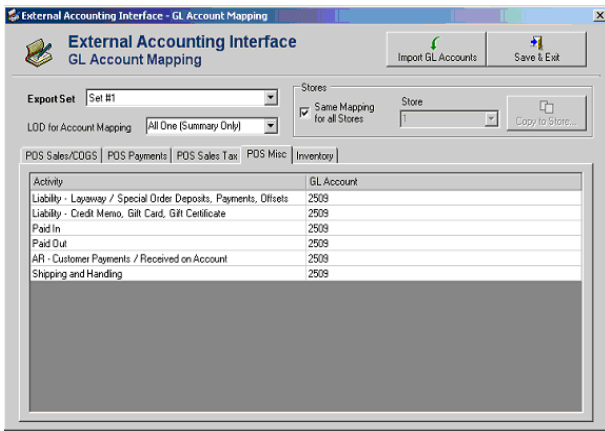 External Accounting Interface - GL Account Mapping
External Accounting Interface
GL Account Mapping
Import GL Accounts
Save & Exit
Export Set
Set #1
LOD for Account Mapping
All One (Summary Only)
Stores
Same Mapping
for all Stores
Store
1
Copy to Store...
POS Sales/COGS POS Payments POS Sales Tax POS Misc Inventory
Activity GL Account
Liability - Layaway / Special Order Deposits, Payments, Offsets 2509
Liability - Credit Memo, Gift Card, Gift Certificate 2509
Paid In 2509
Paid Out 2509
AR - Customer Payments / Received on Account 2509
Shipping and Handling 2509